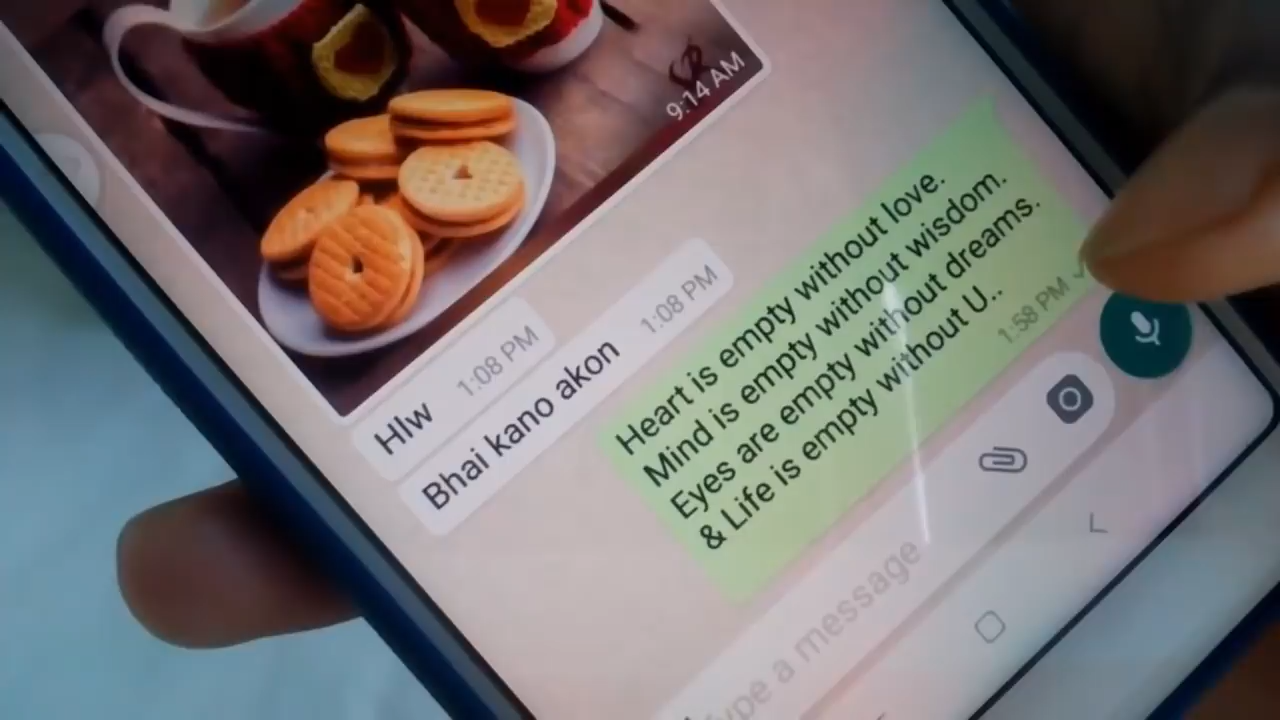 9:14 AM
Hlw 1:08 PM
Bhai kano akon 1:08 PM
Heart is empty without love.
Mind is empty without wisdom.
Eyes are empty without dreams.
& Life is empty without U..
1:58 PM
Type a message